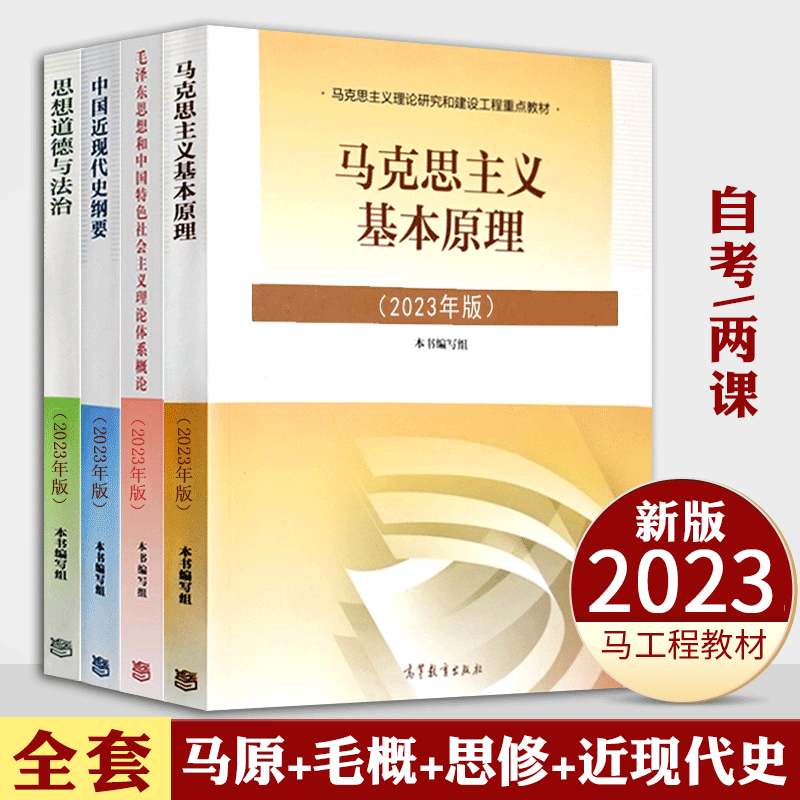 思想道德与法治
(2023年版)
本书编写组
中国近现代史纲要
(2023年版)
本书编写组
毛泽东思想和中国特色社会主义理论体系概论
(2023年版)
本书编写组
马克思主义基本原理
(2023年版)
本书编写组
·马克思主义理论研究和建设工程重点教材·
马克思主义
基本原理
(2023年版)
本书编写组
高等教育出版社
自考\两课
新版
2023
马工程教材
全套
马原+毛概+思修+近现代史